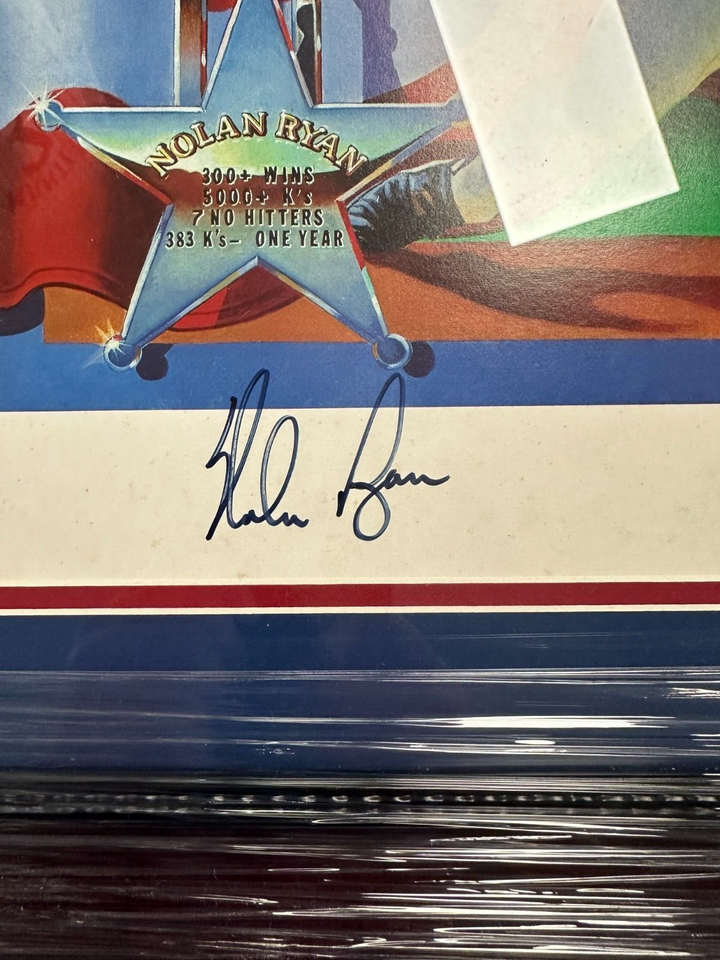 NOLAN RYAN
300+ WINS
5000+ K's
7 NO HITTERS
383 K's– ONE YEAR
Nolan Ryan